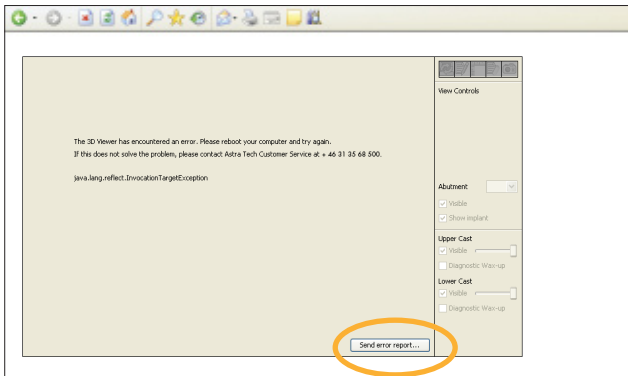 View Controls
The 3D Viewer has encountered an error. Please reboot your computer and try again.
If this does not solve the problem, please contact Astra Tech Customer Service at + 46 31 35 68 500.
java.lang.reflect.InvocationTargetException
Abutment
Visible
Show implant
Upper Cast
Visible
Diagnostic Wax-up
Lower Cast
Visible
Diagnostic Wax-up
Send error report...